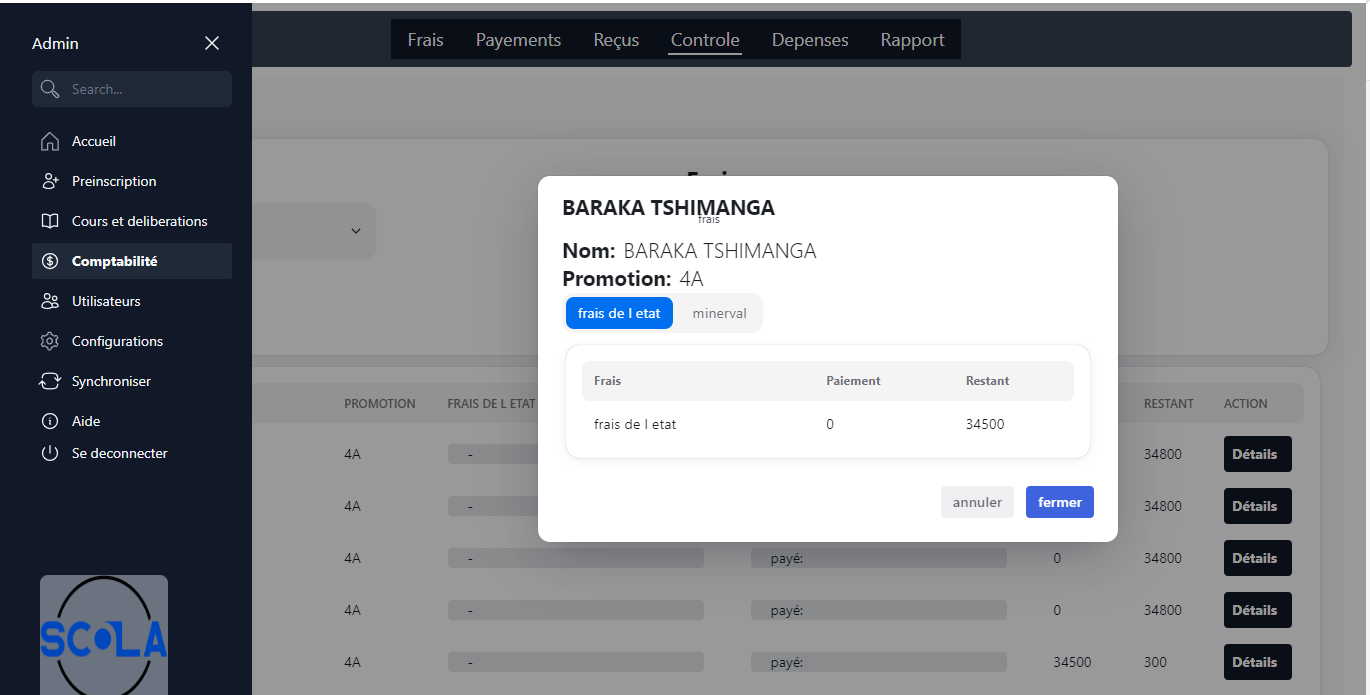 Admin
Search...
Accueil
Preinscription
Cours et deliberations
Comptabilité
Utilisateurs
Configurations
Synchroniser
Aide
Se deconnecter
SCOLA
Frais Payements Reçus Controle Depenses Rapport
BARAKA TSHIMANGA
frais
Nom: BARAKA TSHIMANGA
Promotion: 4A
frais de l etat minerval
Frais Paiement Restant
frais de l etat 0 34500
annuler fermer
PROMOTION FRAIS DE L ETAT RESTANT ACTION
4A - 34800 Détails
4A - 34800 Détails
4A - payé: 0 34800 Détails
4A - payé: 0 34800 Détails
4A - payé: 34500 300 Détails